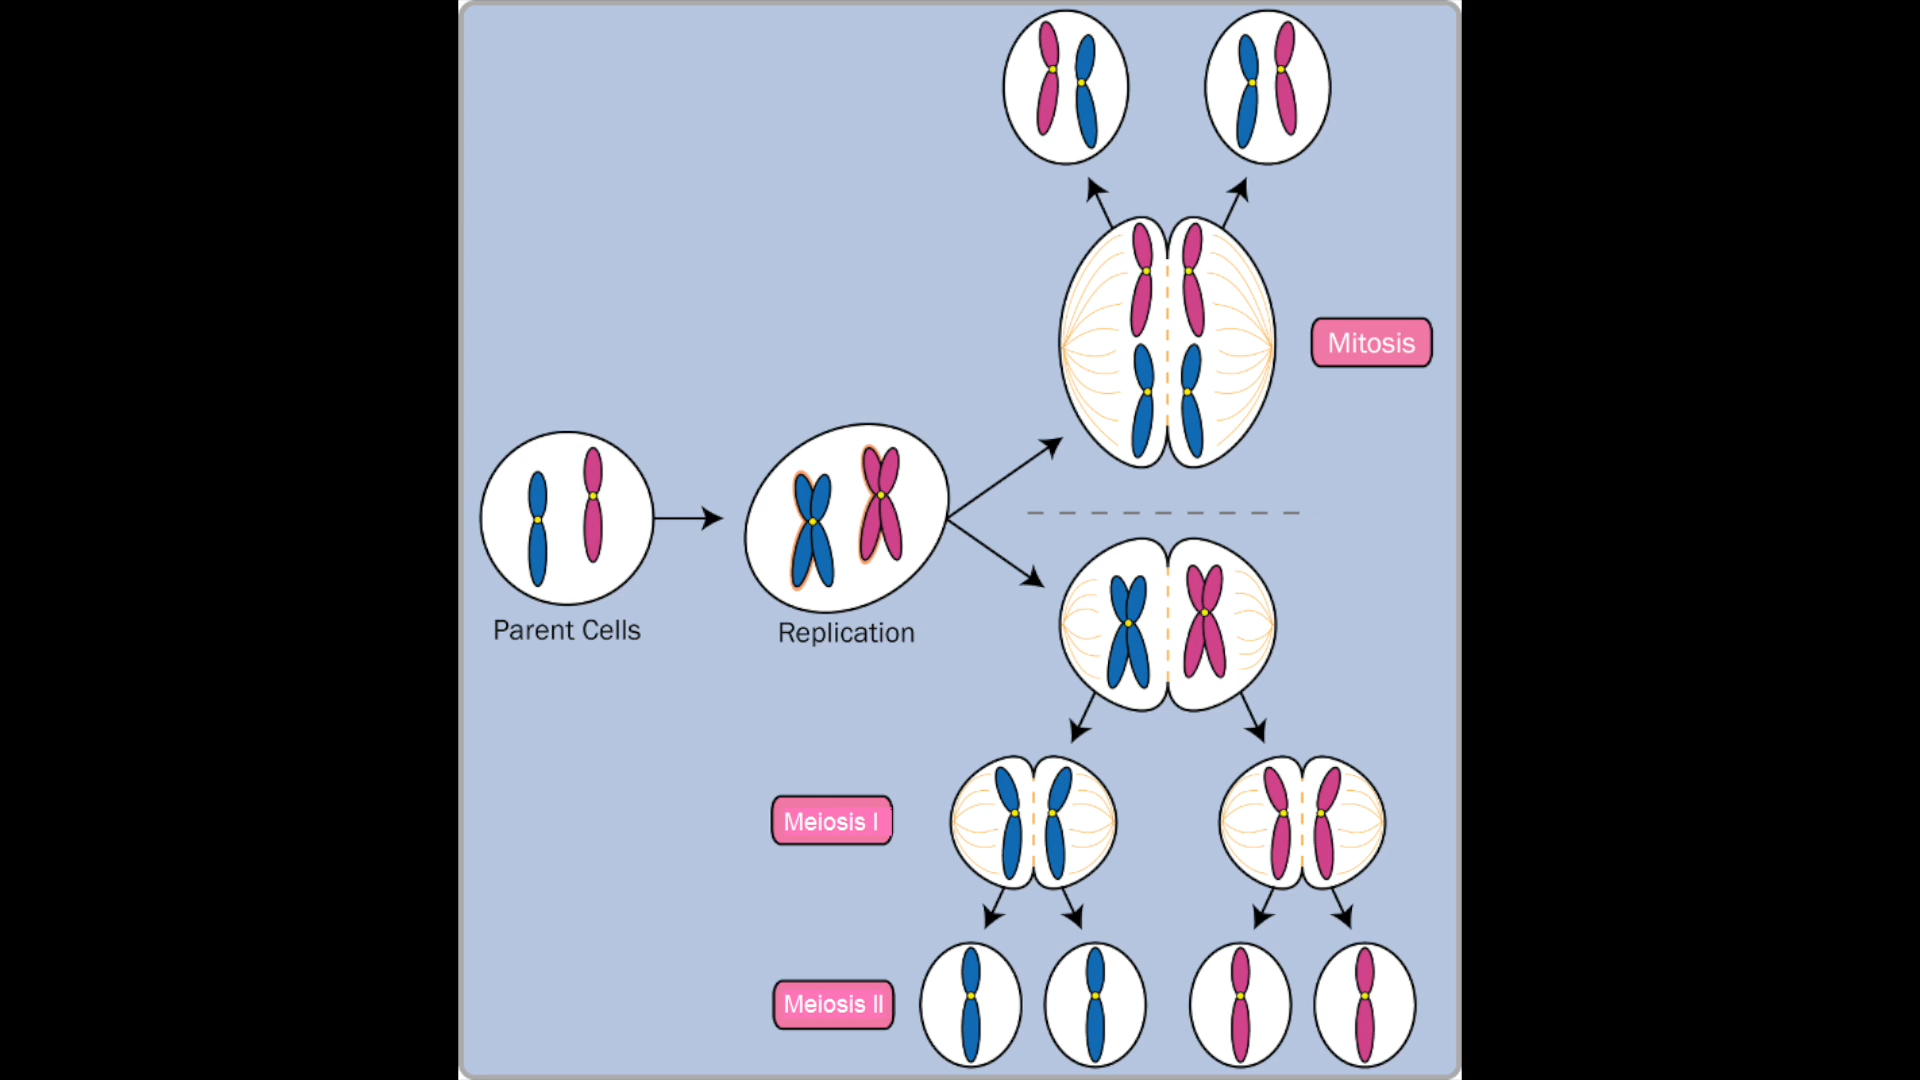 Mitosis
Parent Cells
Replication
Meiosis I
Meiosis II